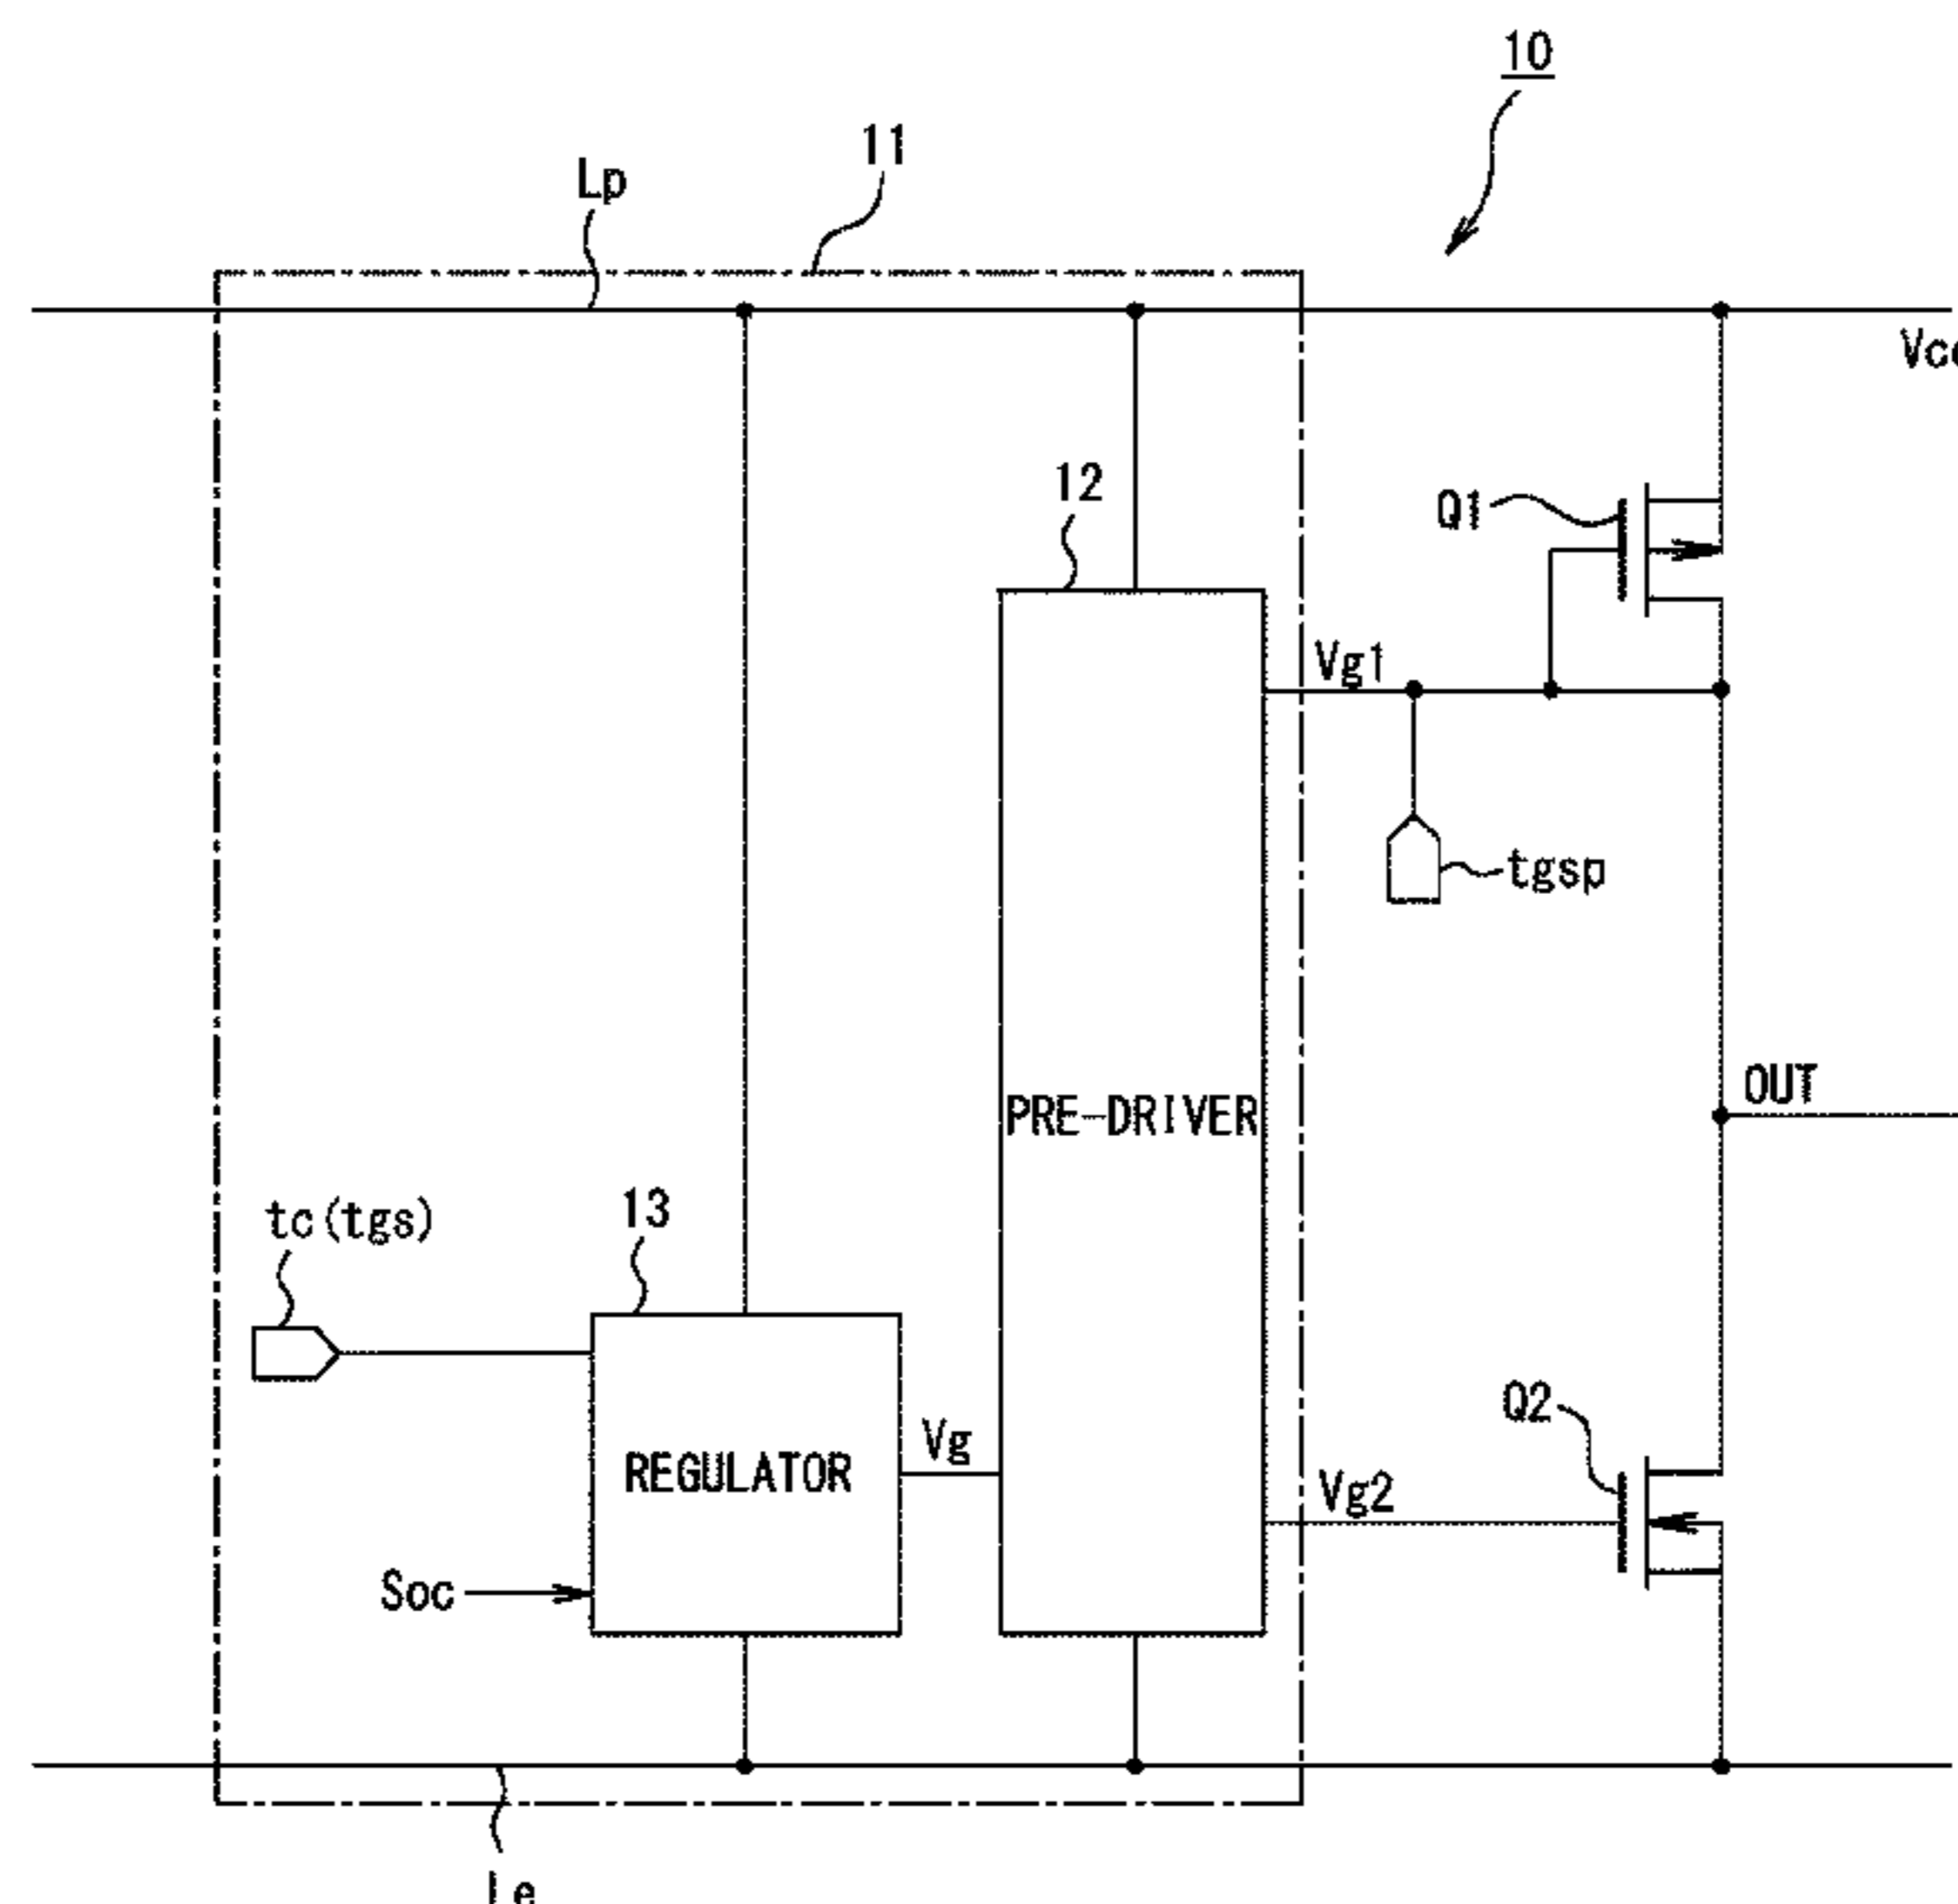 10
11
Lp
Vcc
12
Q1
Vg1
tgsp
PRE-DRIVER
OUT
tc(tgs)
13
Q2
Vg
REGULATOR
Vg2
Soc
Le